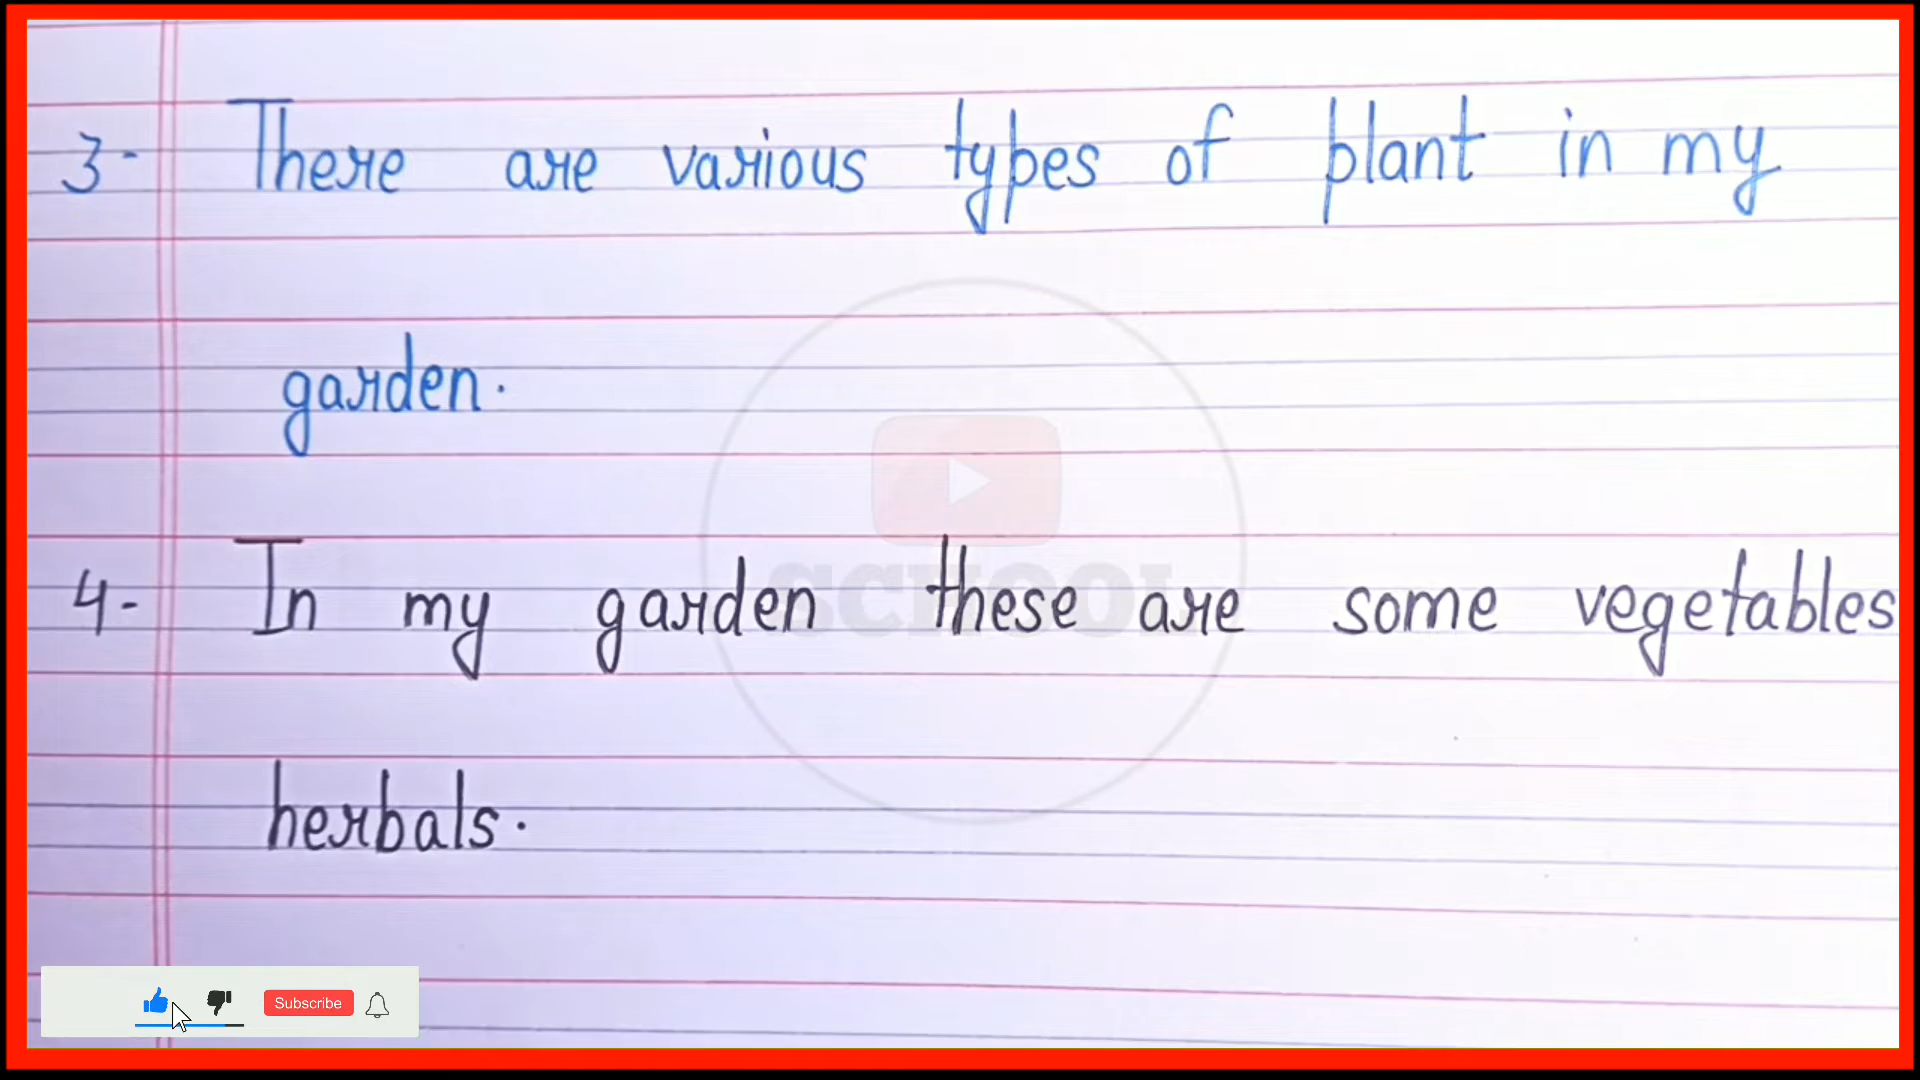 3- There are various types of plant in my
garden.
4- In my garden these are some vegetables
herbals.
SCHOOL
Subscribe